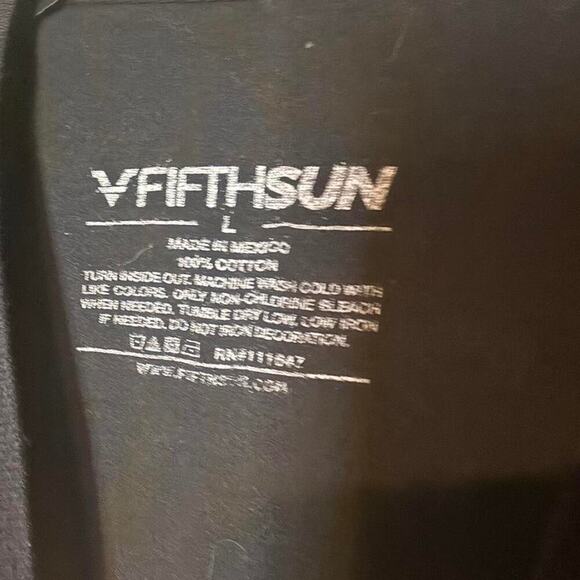 FIFTHSUN
L
MADE IN MEXICO
100% COTTON
TURN INSIDE OUT. MACHINE WASH COLD WITH
LIKE COLORS. ONLY NON-CHLORINE BLEACH
WHEN NEEDED. TUMBLE DRY LOW. LOW IRON
IF NEEDED. DO NOT IRON DECORATION.
RN#111647
WWW.FIFTHSUN.COM